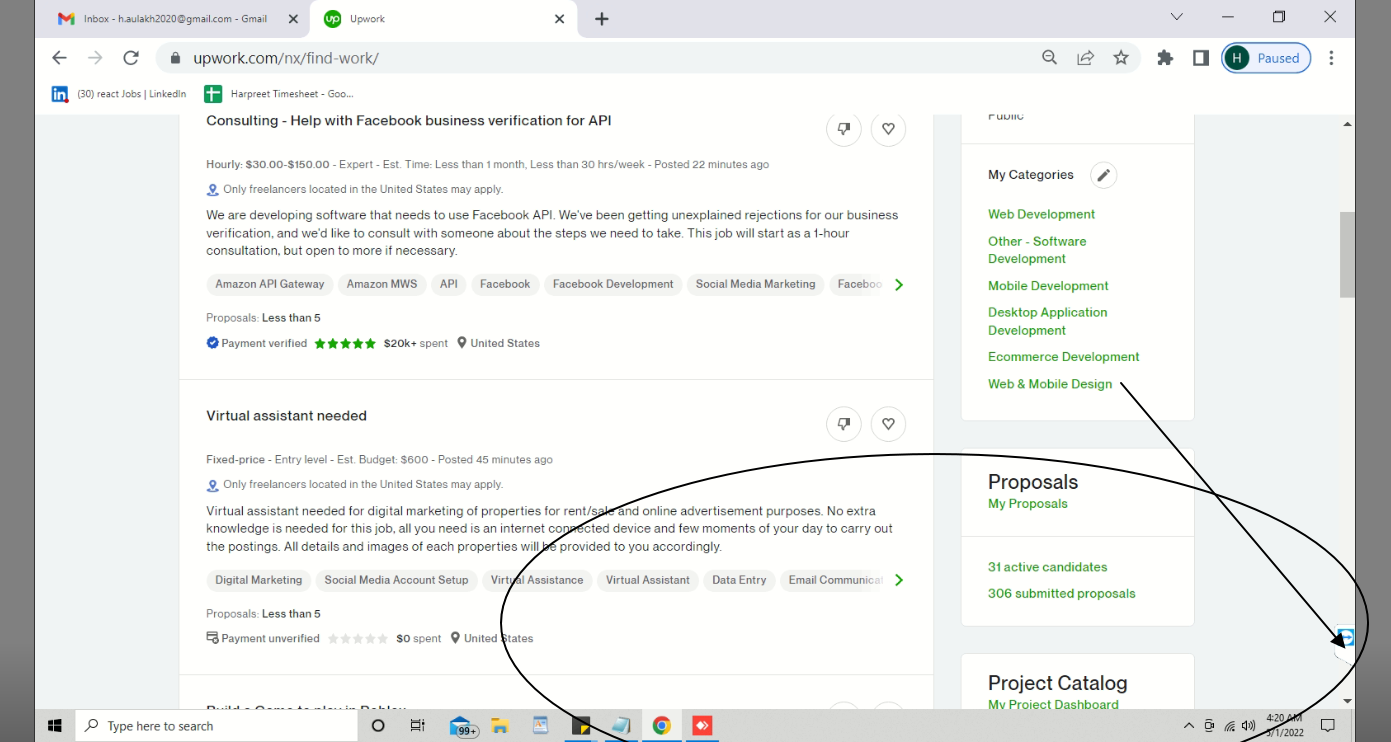 Inbox - h.aulakh2020@gmail.com - Gmail
Upwork
upwork.com/nx/find-work/
H
Paused
(30) react Jobs | LinkedIn
Harpreet Timesheet - Goo...
Consulting - Help with Facebook business verification for API
Hourly: $30.00-$150.00 - Expert - Est. Time: Less than 1 month, Less than 30 hrs/week - Posted 22 minutes ago
Only freelancers located in the United States may apply.
We are developing software that needs to use Facebook API. We've been getting unexplained rejections for our business
verification, and we'd like to consult with someone about the steps we need to take. This job will start as a 1-hour
consultation, but open to more if necessary.
Amazon API Gateway
Amazon MWS
API
Facebook
Facebook Development
Social Media Marketing
Faceboo
Proposals: Less than 5
Payment verified
$20k+ spent
United States
Virtual assistant needed
Fixed-price - Entry level - Est. Budget: $600 - Posted 45 minutes ago
Only freelancers located in the United States may apply.
Virtual assistant needed for digital marketing of properties for rent/sale and online advertisement purposes. No extra
knowledge is needed for this job, all you need is an internet connected device and few moments of your day to carry out
the postings. All details and images of each properties will be provided to you accordingly.
Digital Marketing
Social Media Account Setup
Virtual Assistance
Virtual Assistant
Data Entry
Email Communicat
Proposals: Less than 5
Payment unverified
$0 spent
United States
Build a Game to play in Roblox
Public
My Categories
Web Development
Other - Software
Development
Mobile Development
Desktop Application
Development
Ecommerce Development
Web & Mobile Design
Proposals
My Proposals
31 active candidates
306 submitted proposals
Project Catalog
My Project Dashboard
Type here to search
99+
4:20 AM
5/1/2022